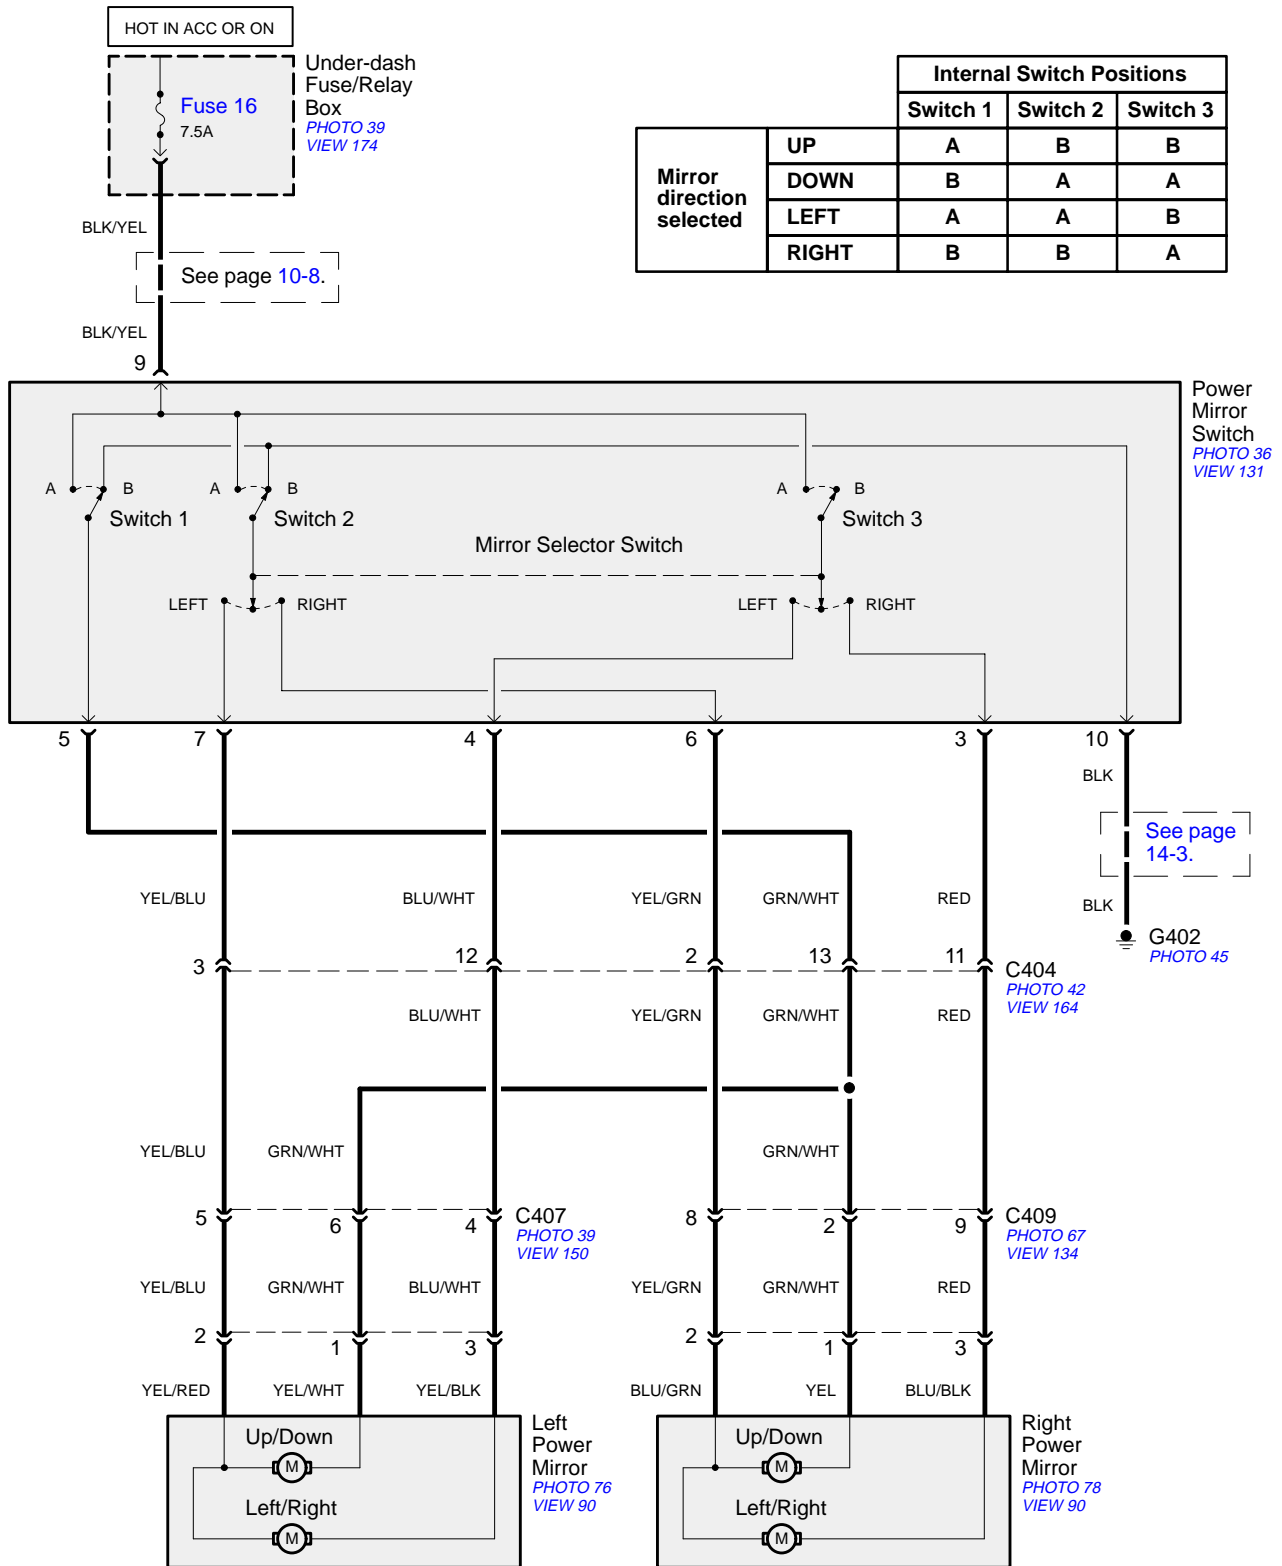 HOT IN ACC OR ON
Under-dash
Fuse/Relay
Box
PHOTO 39
VIEW 174
Fuse 16
7.5A
BLK/YEL
See page 10-8.
BLK/YEL
9
Internal Switch Positions
Switch 1 Switch 2 Switch 3
Mirror
direction
selected
UP A B B
DOWN B A A
LEFT A A B
RIGHT B B A
Power
Mirror
Switch
PHOTO 36
VIEW 131
A B A B A B
Switch 1 Switch 2 Switch 3
Mirror Selector Switch
LEFT RIGHT LEFT RIGHT
5 7 4 6 3 10
BLK
See page
14-3.
YEL/BLU BLU/WHT YEL/GRN GRN/WHT RED
BLK
G402
PHOTO 45
3 12 2 13 11
C404
PHOTO 42
VIEW 164
BLU/WHT YEL/GRN GRN/WHT RED
YEL/BLU GRN/WHT GRN/WHT
5 6 4
C407
PHOTO 39
VIEW 150
8 2 9
C409
PHOTO 67
VIEW 134
YEL/BLU GRN/WHT BLU/WHT YEL/GRN GRN/WHT RED
2 1 3 2 1 3
YEL/RED YEL/WHT YEL/BLK BLU/GRN YEL BLU/BLK
Up/Down
M
Left/Right
M
Left
Power
Mirror
PHOTO 76
VIEW 90
Up/Down
M
Left/Right
M
Right
Power
Mirror
PHOTO 78
VIEW 90